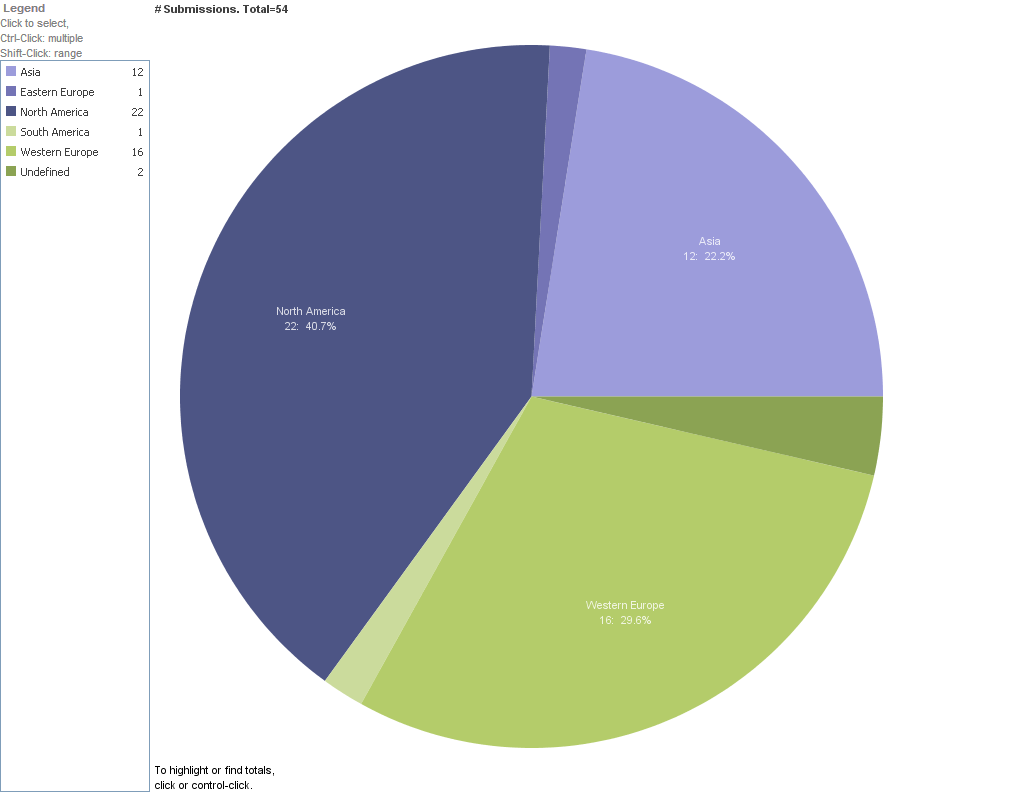 Legend
Click to select,
Ctrl-Click: multiple
Shift-Click: range
Asia 12
Eastern Europe 1
North America 22
South America 1
Western Europe 16
Undefined 2
# Submissions. Total=54
Asia
12: 22.2%
North America
22: 40.7%
Western Europe
16: 29.6%
To highlight or find totals,
click or control-click.